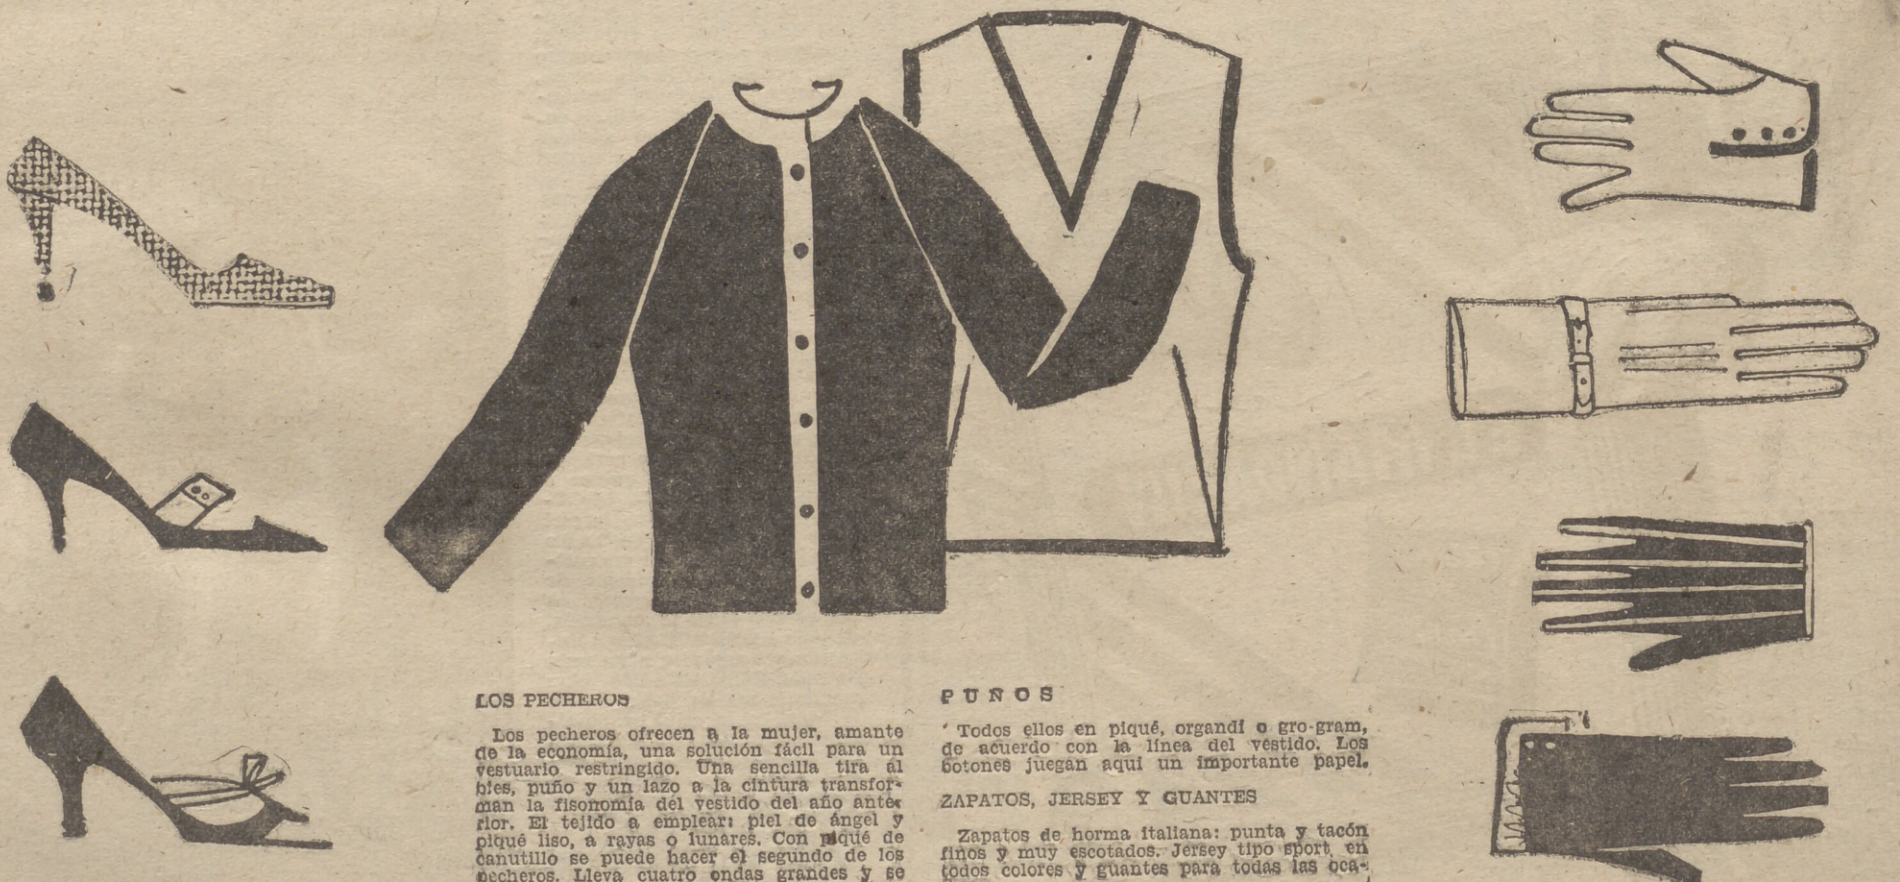 LOS PECHEROS
Los pecheros ofrecen a la mujer, amante
de la economía, una solución fácil para un
vestuario restringido. Una sencilla tira al
bies, puño y un lazo a la cintura transfor-
man la fisonomía del vestido del año ante-
rior. El tejido a emplear: piel de ángel y
piqué liso, a rayas o lunares. Con piqué de
canutillo se puede hacer el segundo de los
pecheros. Lleva cuatro ondas grandes y se
PUÑOS
Todos ellos en piqué, organdí o gro-gram,
de acuerdo con la línea del vestido. Los
botones juegan aquí un importante papel.
ZAPATOS, JERSEY Y GUANTES
Zapatos de horma italiana: punta y tacón
finos y muy escotados. Jersey tipo sport, en
todos colores y guantes para todas las oca-